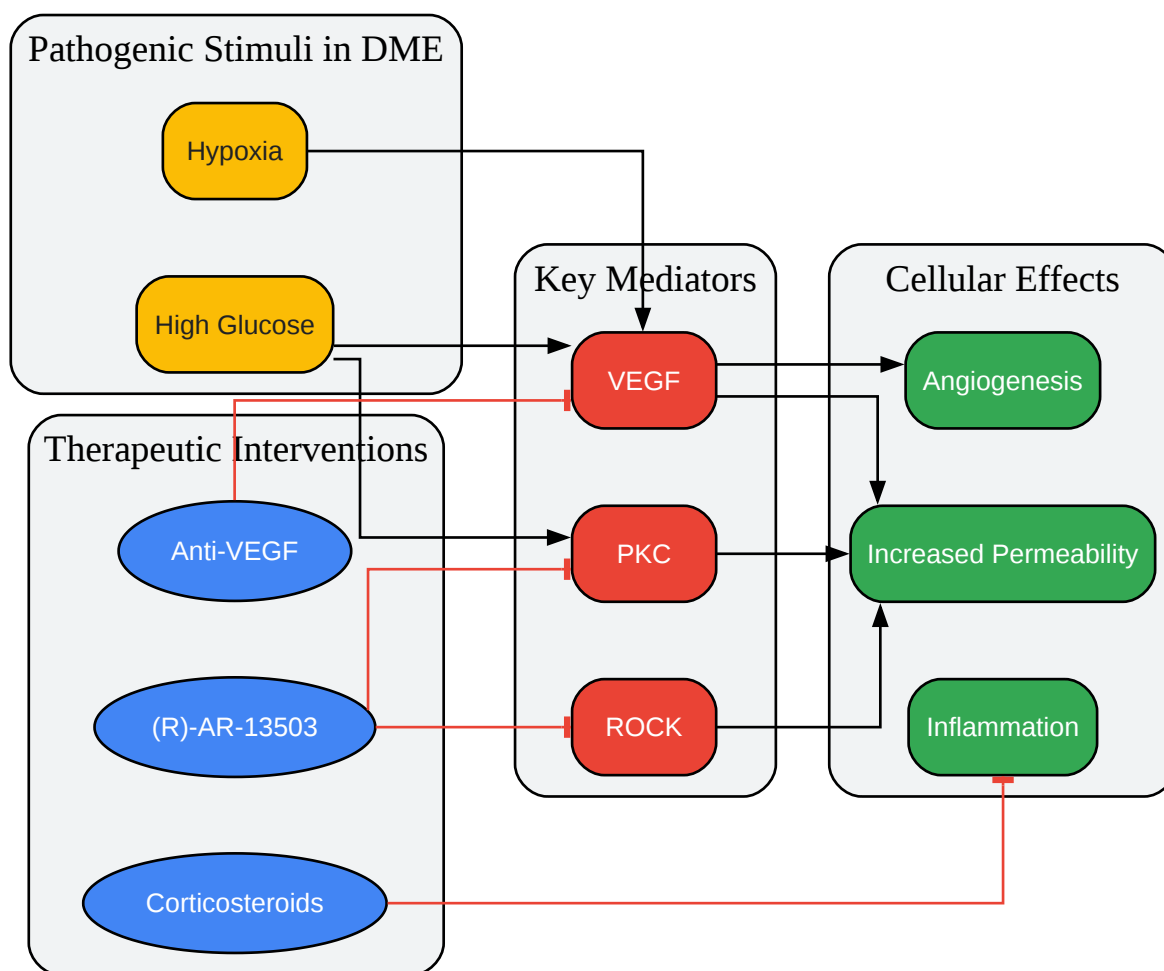 Pathogenic Stimuli in DME
Hypoxia
High Glucose
Key Mediators
VEGF
PKC
ROCK
Cellular Effects
Angiogenesis
Increased Permeability
Inflammation
Therapeutic Interventions
Anti-VEGF
(R)-AR-13503
Corticosteroids